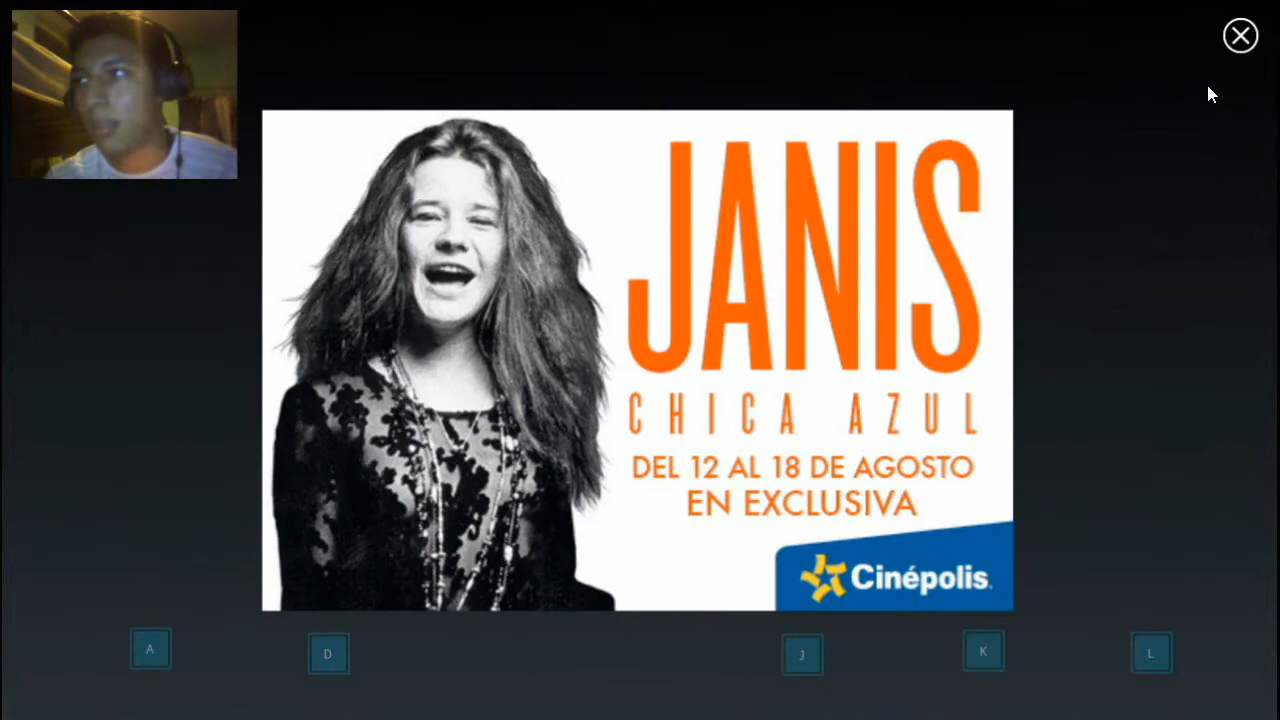 JANIS
CHICA AZUL
DEL 12 AL 18 DE AGOSTO
EN EXCLUSIVA
Cinépolis.
A
D
J
K
L